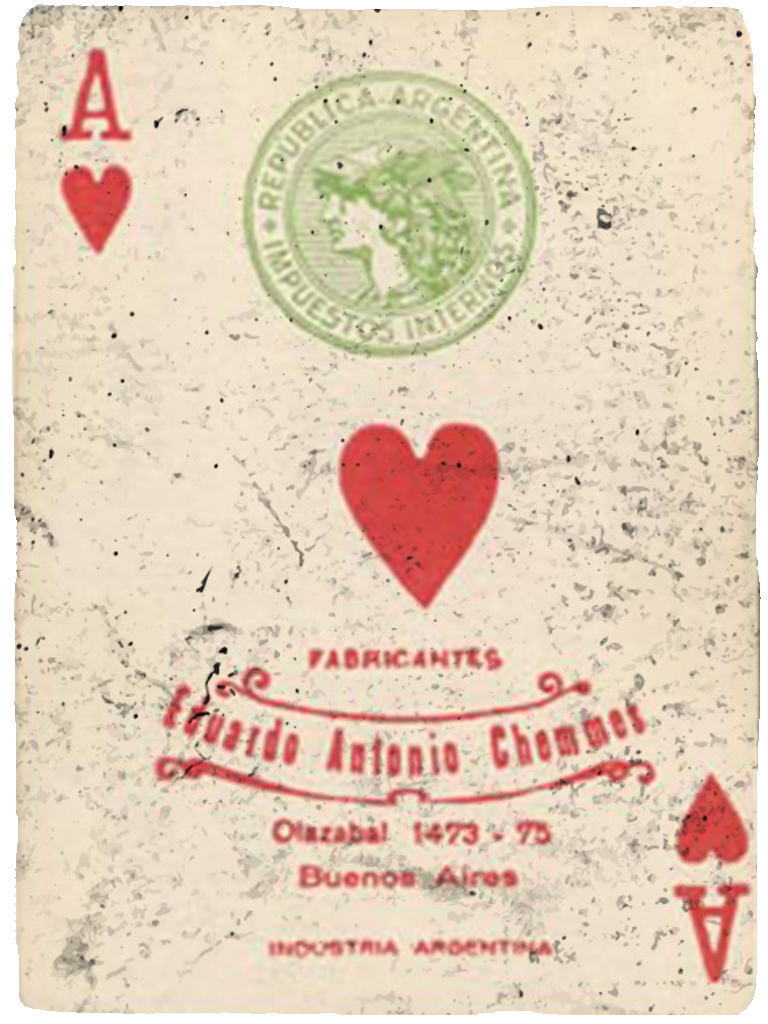 A
REPUBLICA ARGENTINA
IMPUESTOS INTERNOS
FABRICANTES
Eduardo Antonio Chemmes
Olazabal 1473 - 75
Buenos Aires
INDUSTRIA ARGENTINA
A